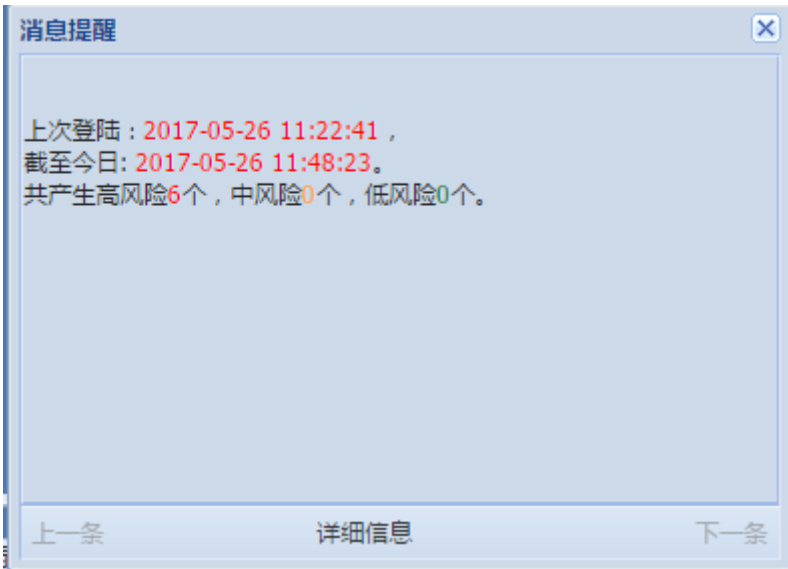 消息提醒
上次登陆：2017-05-26 11:22:41，
截至今日: 2017-05-26 11:48:23。
共产生高风险6个，中风险0个，低风险0个。
上一条 详细信息 下一条